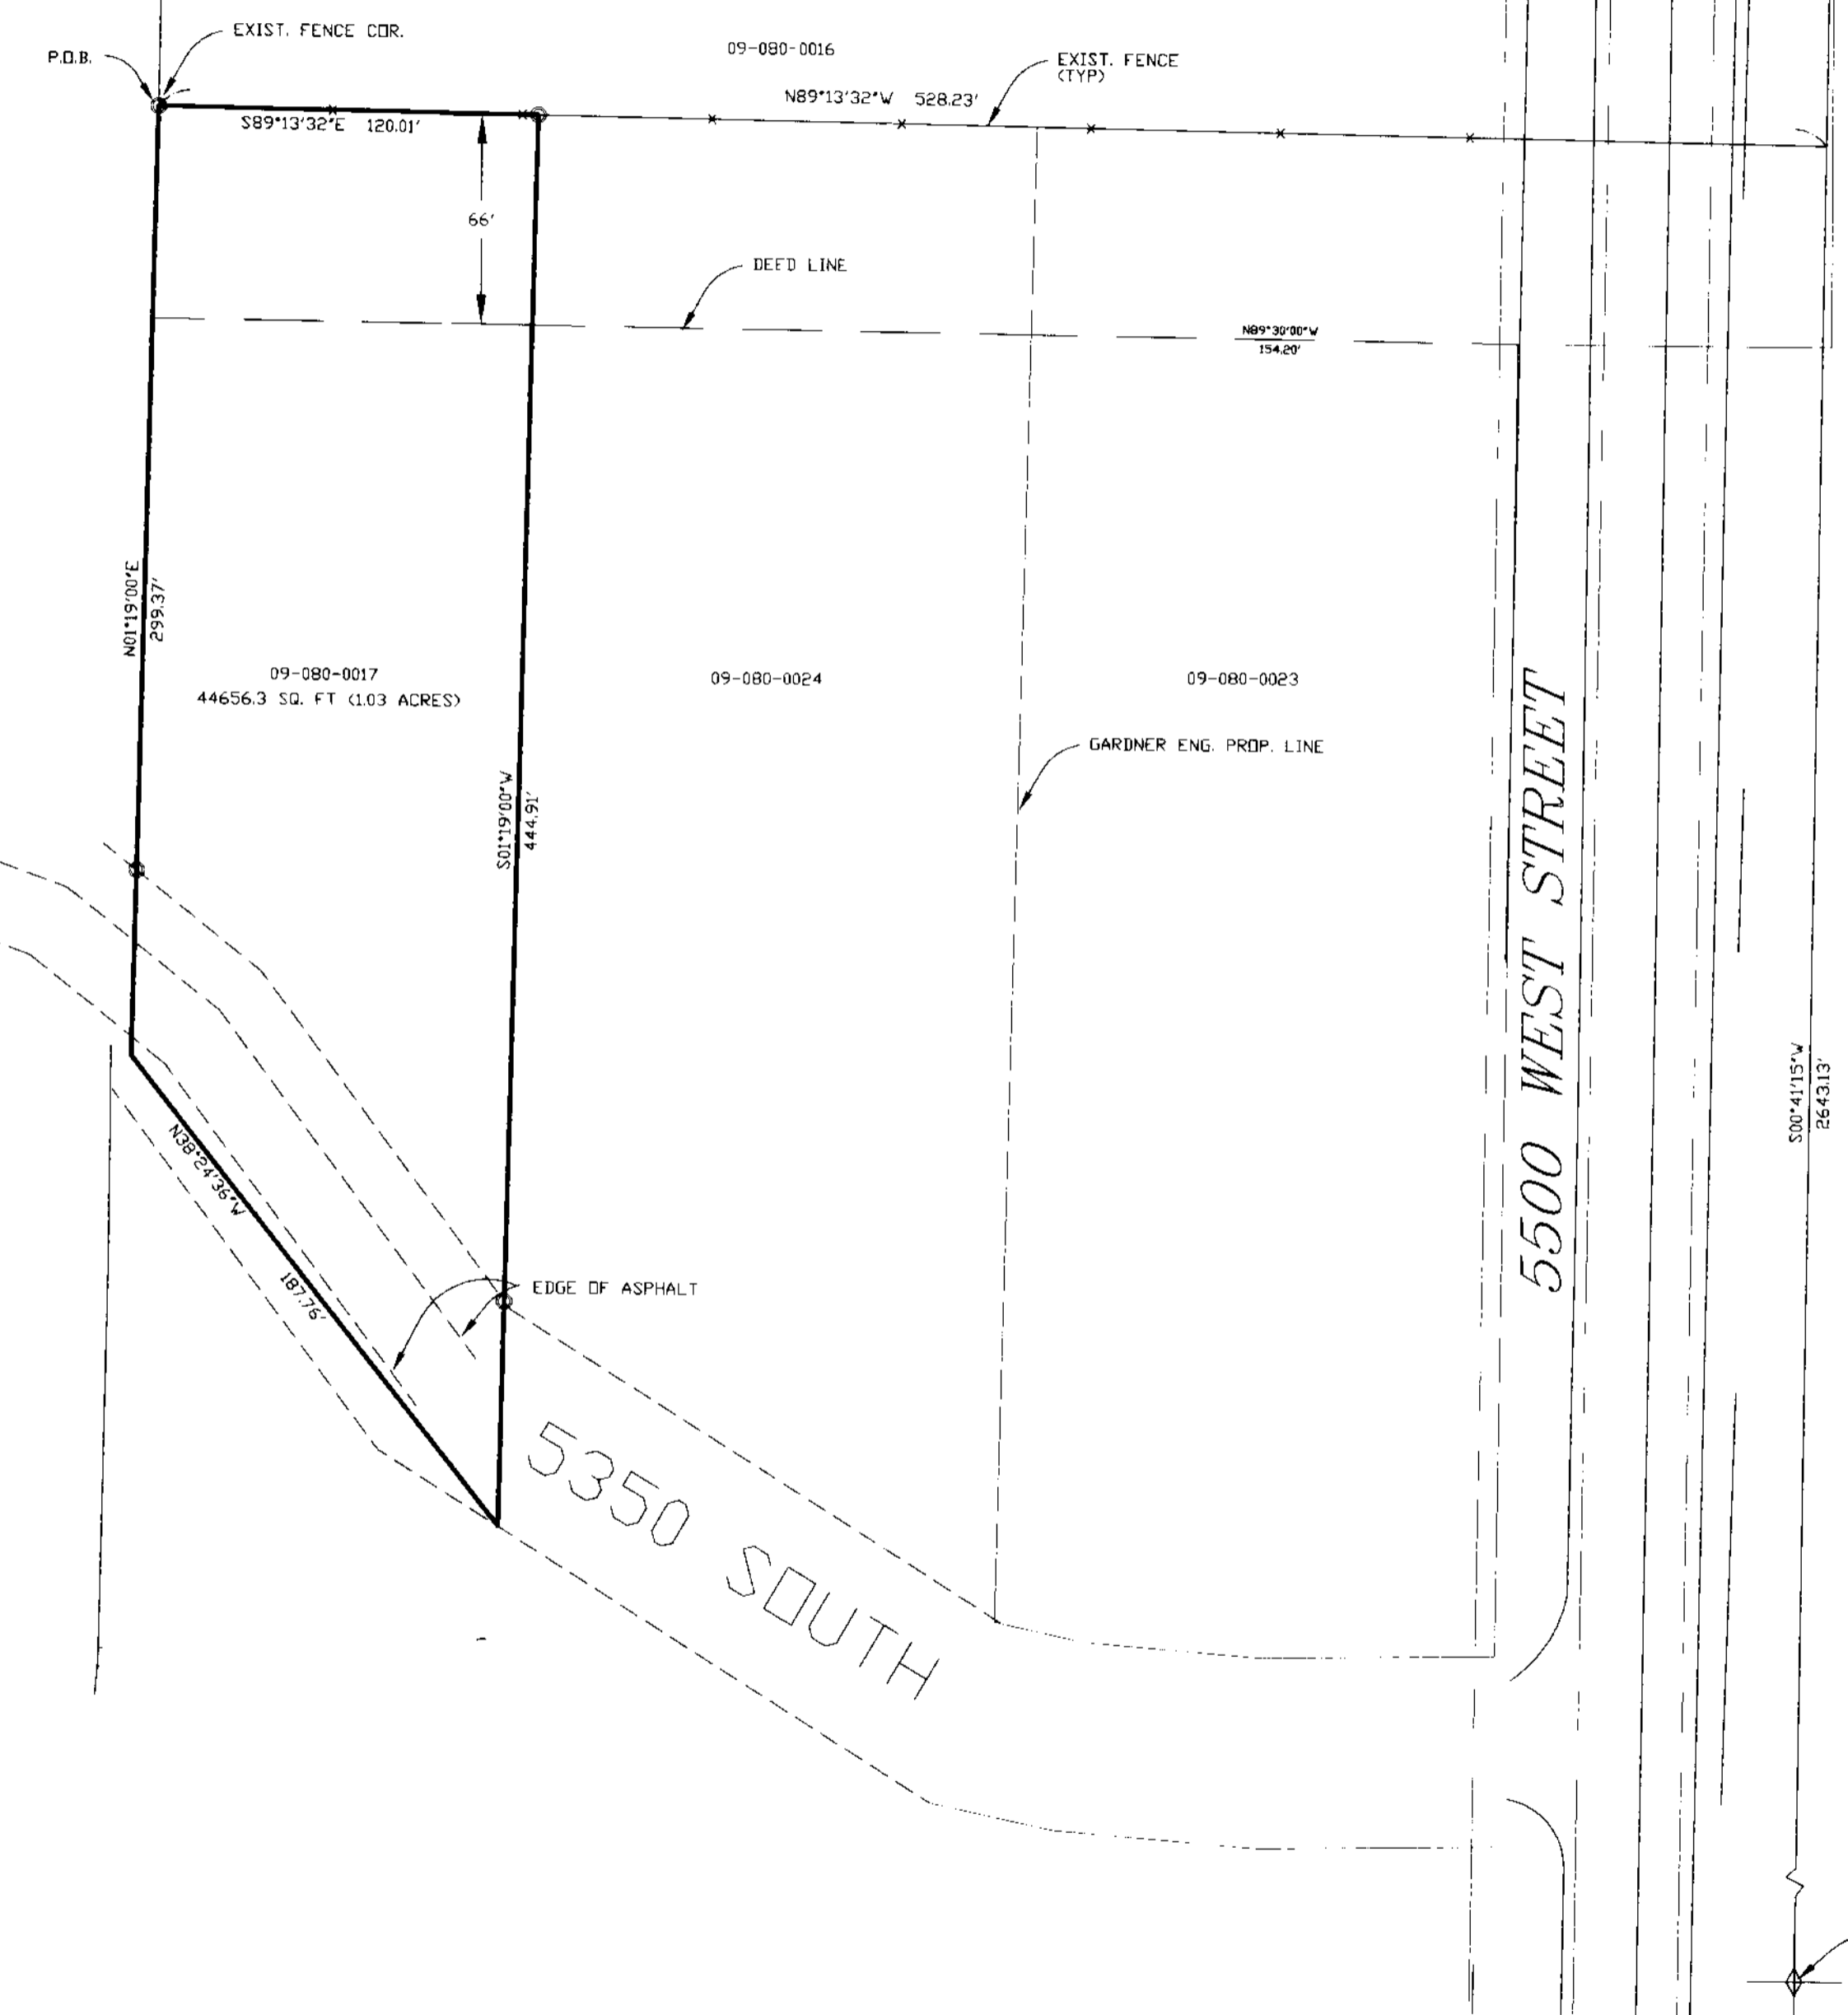 EXIST. FENCE COR.
P.O.B.
09-080-0016
EXIST. FENCE
(TYP)
N89°13'32"W 528.23'
S89°13'32"E 120.01'
66'
DEED LINE
N89°30'00"W
154.20'
N01°19'00"E
299.37'
09-080-0017
44656.3 SQ. FT (1.03 ACRES)
09-080-0024
09-080-0023
GARDNER ENG. PROP. LINE
S01°19'00"W
444.91'
5500 WEST STREET
S00°41'15"W
2643.13'
N38°24'36"W
187.76'
EDGE OF ASPHALT
5350 SOUTH